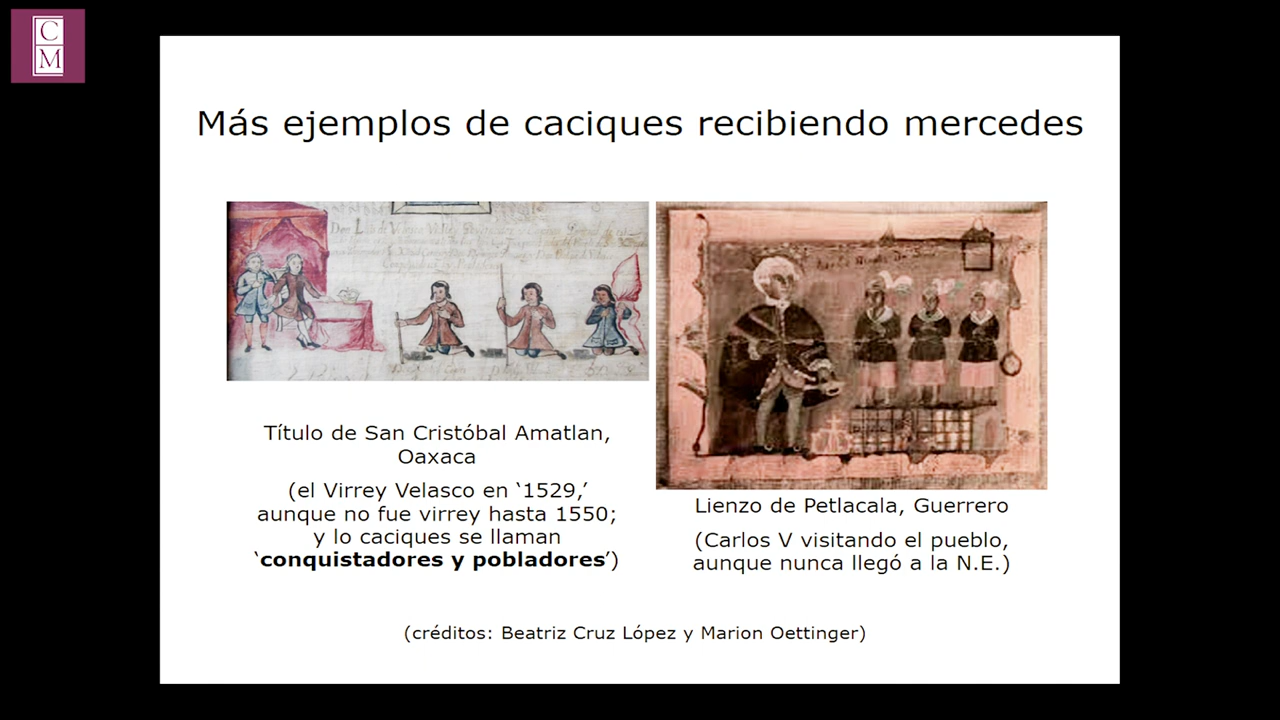 C
M
Más ejemplos de caciques recibiendo mercedes
Título de San Cristóbal Amatlan,
Oaxaca
(el Virrey Velasco en ‘1529,’
aunque no fue virrey hasta 1550;
y lo caciques se llaman
‘conquistadores y pobladores’)
Lienzo de Petlacala, Guerrero
(Carlos V visitando el pueblo,
aunque nunca llegó a la N.E.)
(créditos: Beatriz Cruz López y Marion Oettinger)